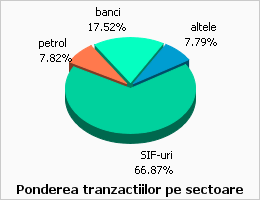 banci
17.52%
altele
7.79%
petrol
7.82%
SIF-uri
66.87%
Ponderea tranzactiilor pe sectoare